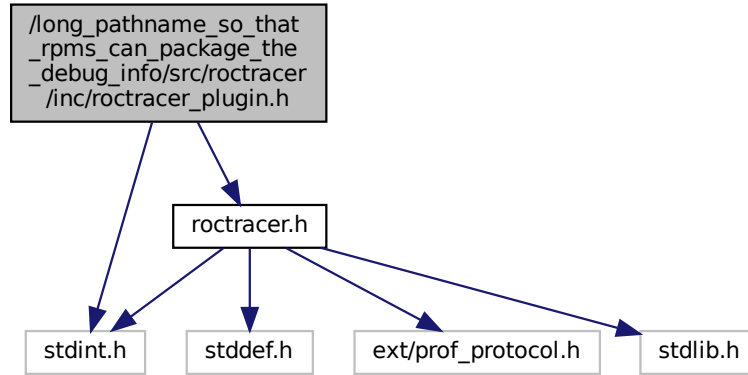 /long_pathname_so_that
_rpms_can_package_the
_debug_info/src/roctracer
/inc/roctracer_plugin.h
roctracer.h
stdint.h
stddef.h
ext/prof_protocol.h
stdlib.h